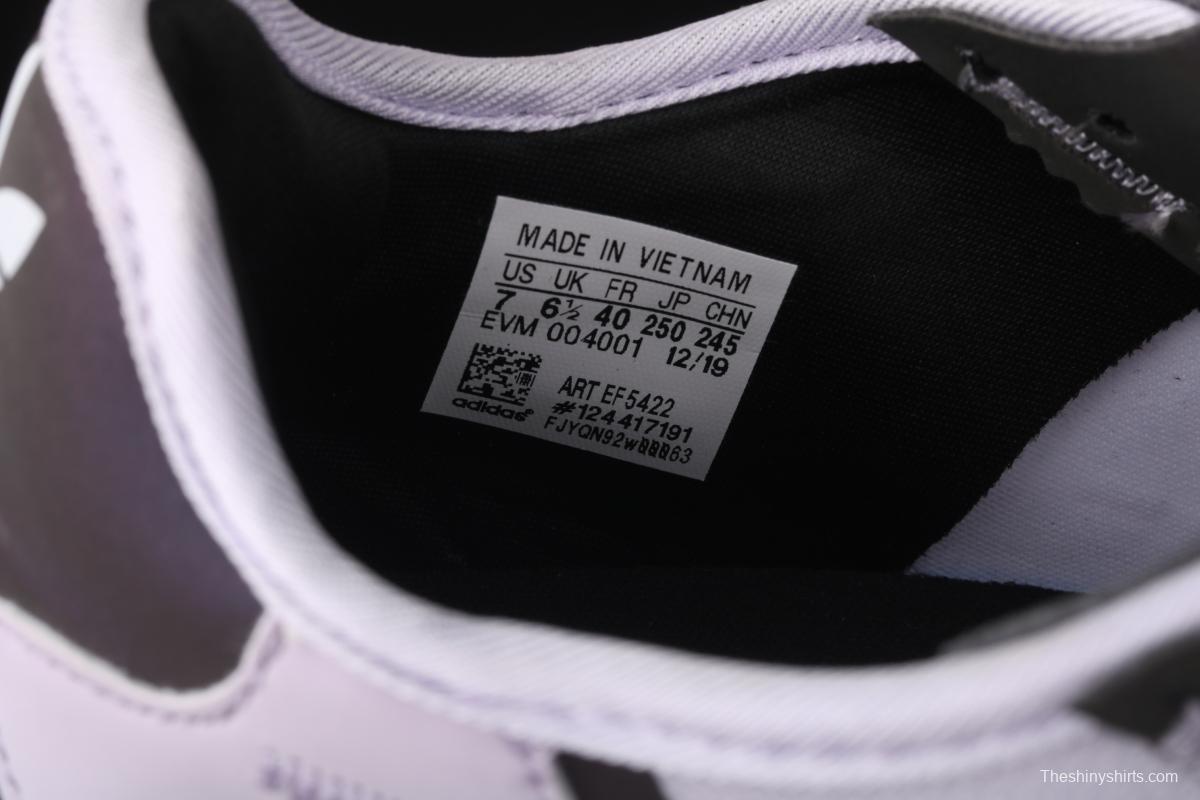 MADE IN VIETNAM
US UK FR JP CHN
7 6½ 40 250 245
EVM 004001 12/19
ART EF5422
#124417191
adidas®
Theshinyshirts.com